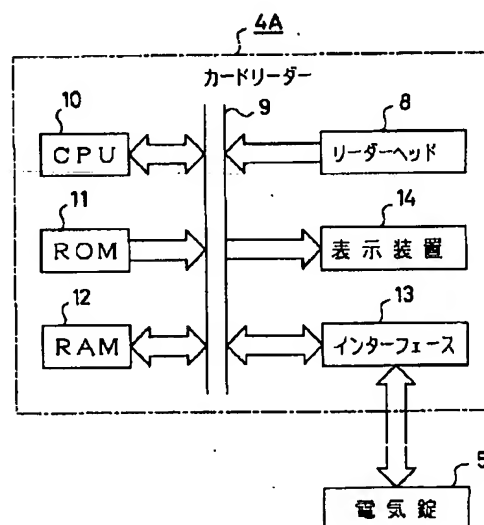 4A
カードリーダー
10
9
8
CPU
リーダーヘッド
11
14
ROM
表示装置
12
13
RAM
インターフェース
5
電気錠